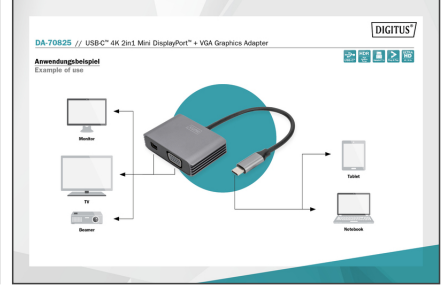 DIGITUS®
DA-70825 // USB-C™ 4K 2in1 Mini DisplayPort™ + VGA Graphics Adapter
Anwendungsbeispiel
Example of use
Monitor
TV
Beamer
Tablet
Notebook